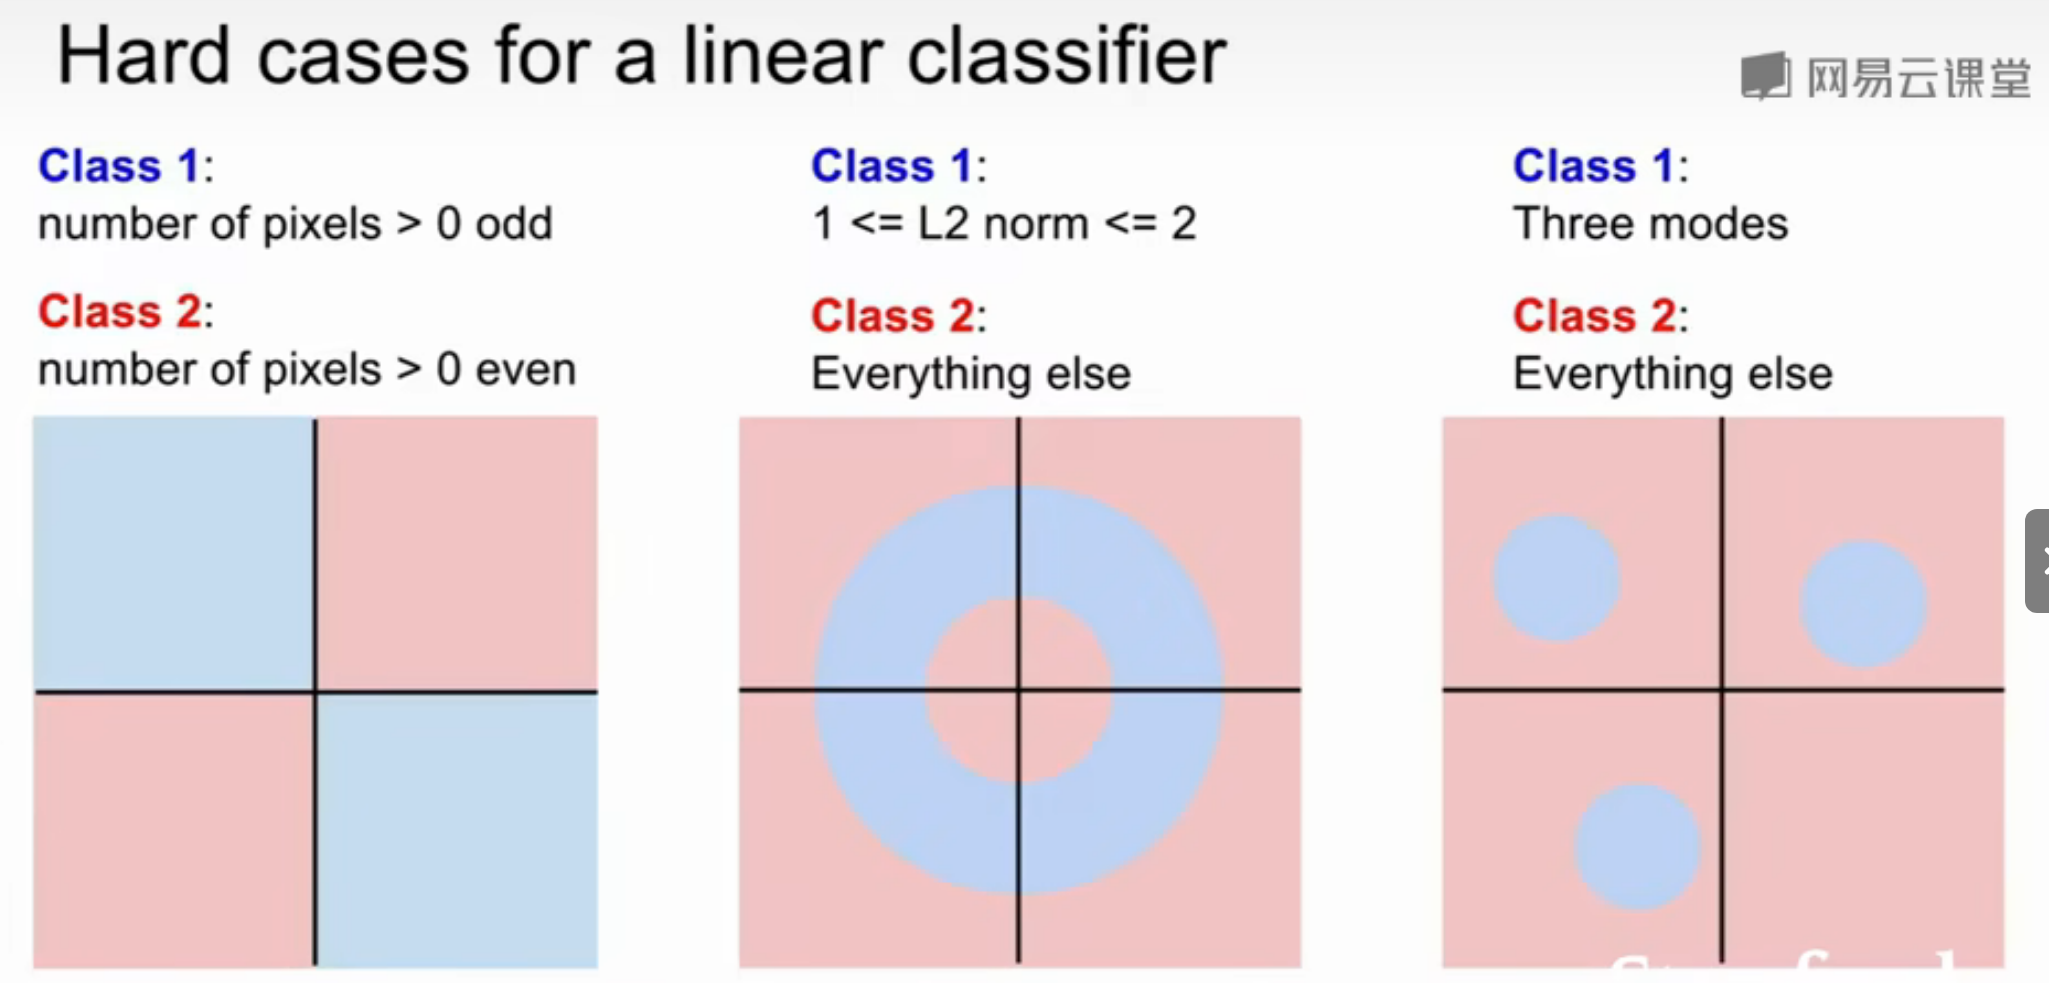 Hard cases for a linear classifier
网易云课堂
Class 1:
number of pixels > 0 odd
Class 2:
number of pixels > 0 even
Class 1:
1 <= L2 norm <= 2
Class 2:
Everything else
Class 1:
Three modes
Class 2:
Everything else